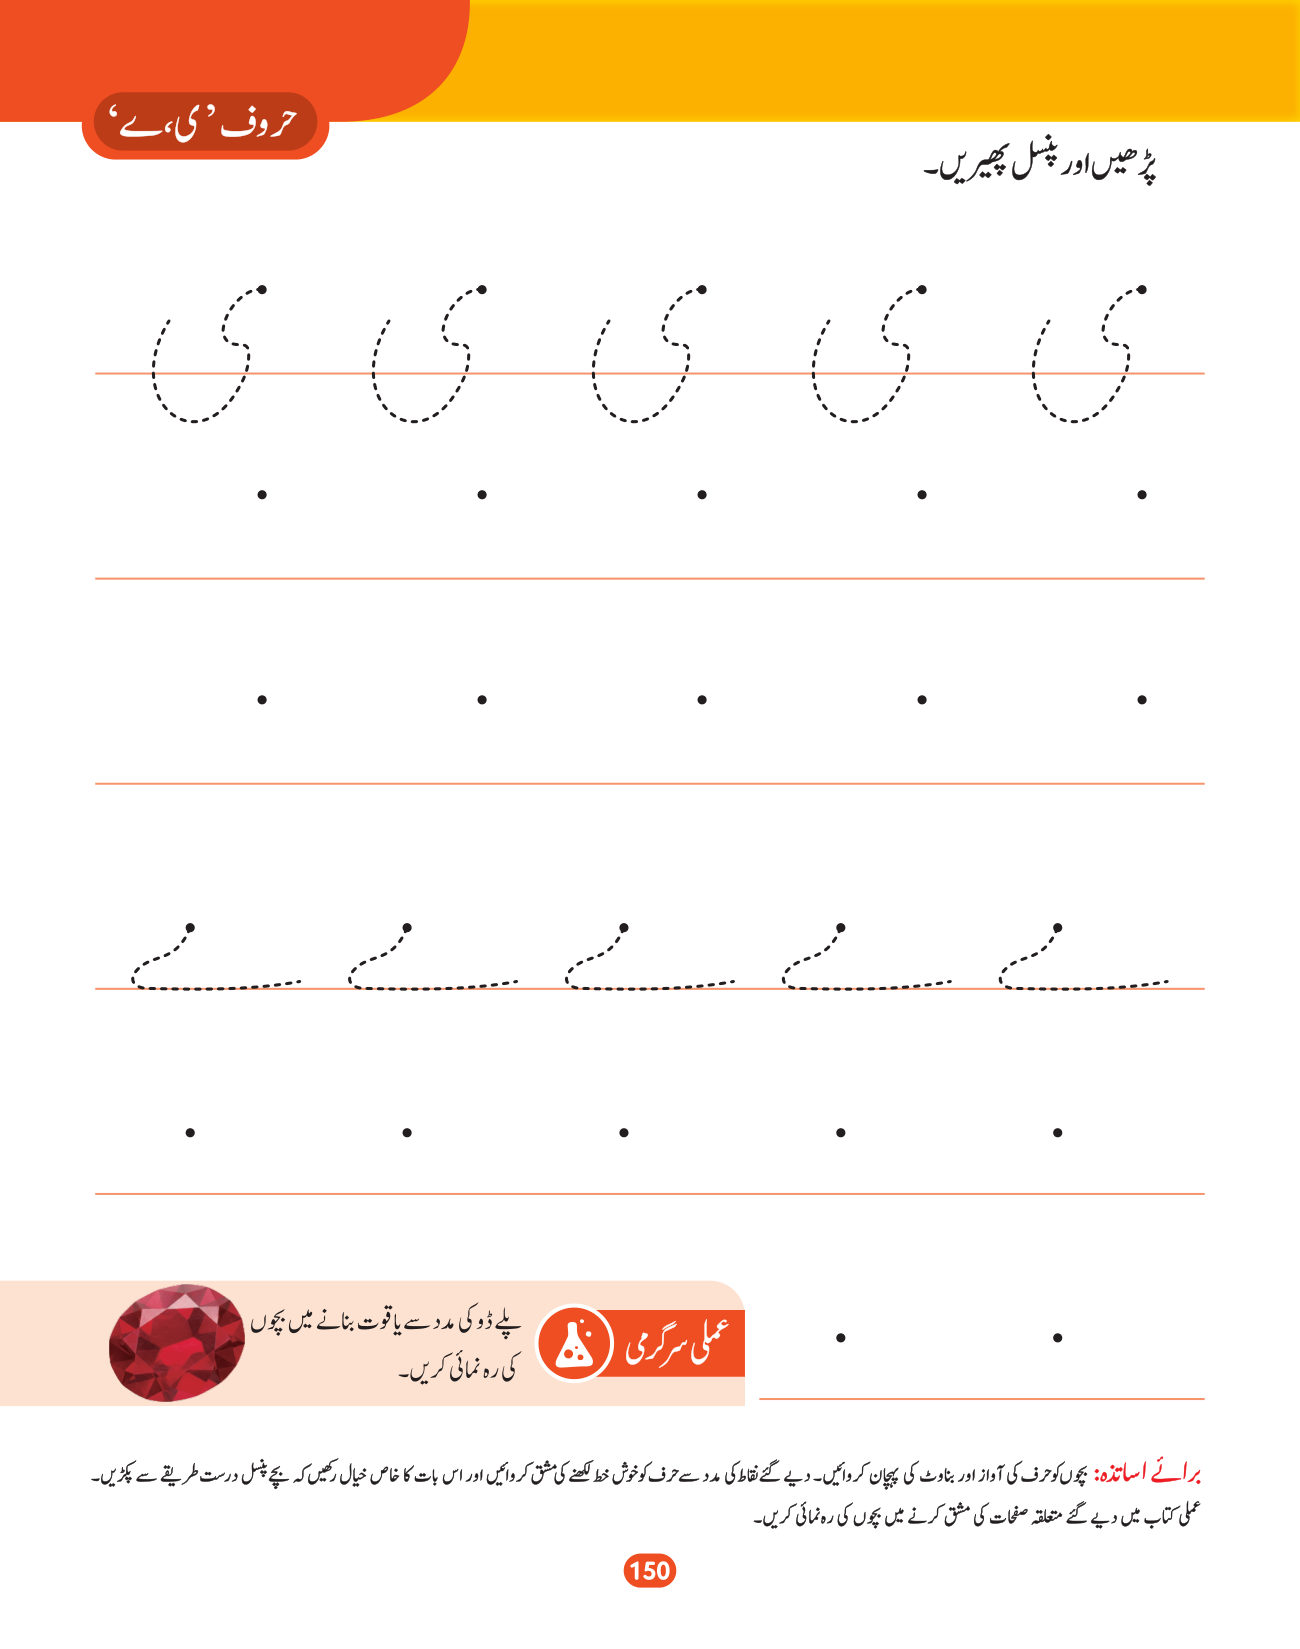 حروف ’ی، ے‘
پڑھیں اور پنسل پھیریں۔
ی ی ی ی ی
ے ے ے ے ے
عملی سرگرمی
پلے ڈو کی مدد سے یاقوت بنانے میں بچوں
کی رہ نمائی کریں۔
برائے اساتذہ: بچوں کو حرف کی آواز اور بناوٹ کی پہچان کروائیں۔ دیے گئے نقاط کی مدد سے حرف کو خوش خط لکھنے کی مشق کروائیں اور اس بات کا خاص خیال رکھیں کہ بچے پنسل درست طریقے سے پکڑیں۔
عملی کتاب میں دیے گئے متعلقہ صفحات کی مشق کرنے میں بچوں کی رہ نمائی کریں۔
150